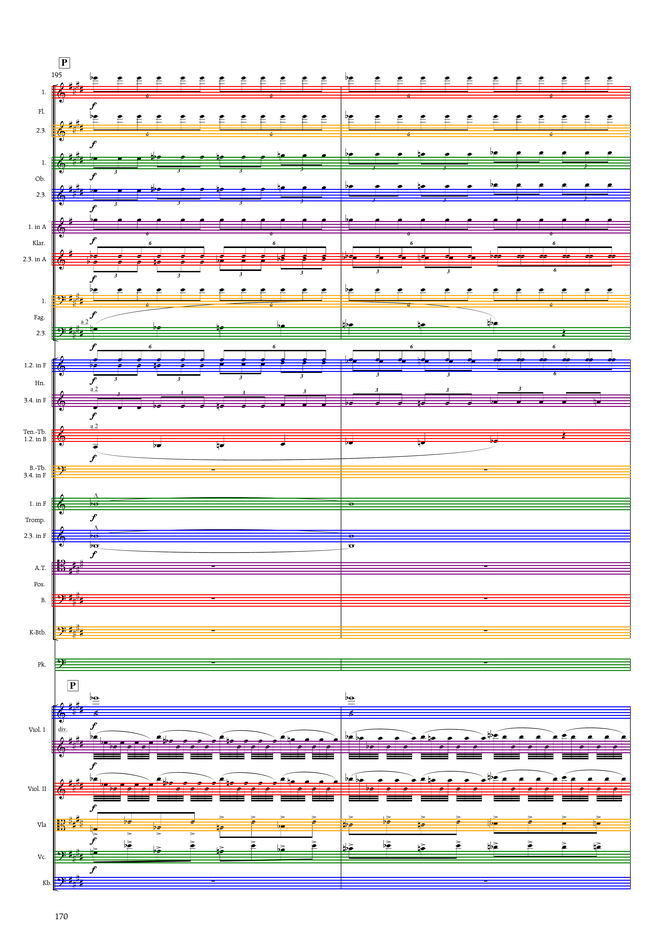 P
195
1.
Fl.
2.3.
1.
Ob.
2.3.
1. in A
Klar.
2.3. in A
1.
Fag.
a.2
2.3.
1.2. in F
Hn.
a.2
3.4. in F
a.2
Ten.-Tb.
1.2. in B
B.-Tb.
3.4. in F
1. in F
Tromp.
2.3. in F
A.T.
Pos.
B.
K-Btb.
Pk.
P
Viol. I
div.
Viol. II
Vla
Vc.
Kb.
170